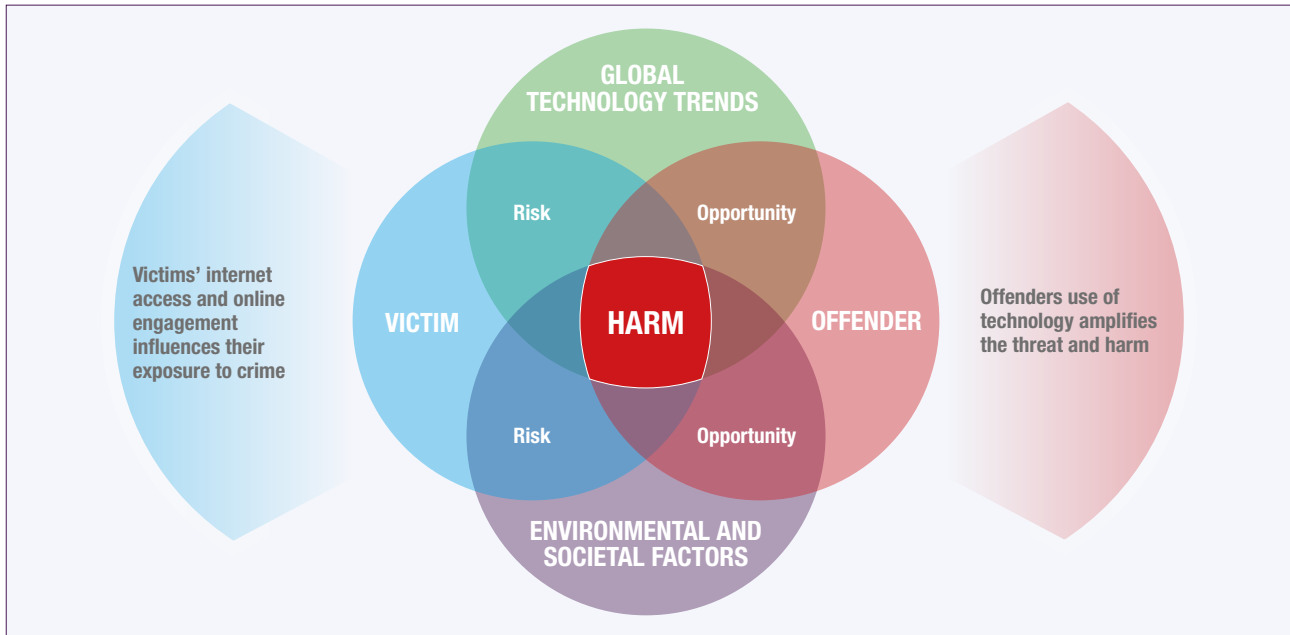 GLOBAL
TECHNOLOGY TRENDS
Risk
Opportunity
Victims’ internet
access and online
engagement
influences their
exposure to crime
VICTIM
HARM
OFFENDER
Offenders use of
technology amplifies
the threat and harm
Risk
Opportunity
ENVIRONMENTAL AND
SOCIETAL FACTORS